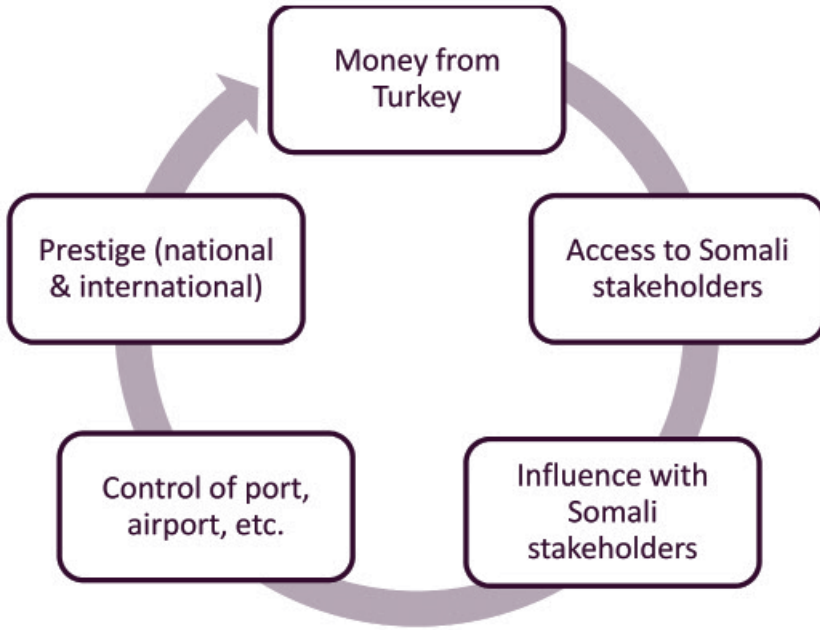 Money from
Turkey
Access to Somali
stakeholders
Influence with
Somali
stakeholders
Control of port,
airport, etc.
Prestige (national
& international)